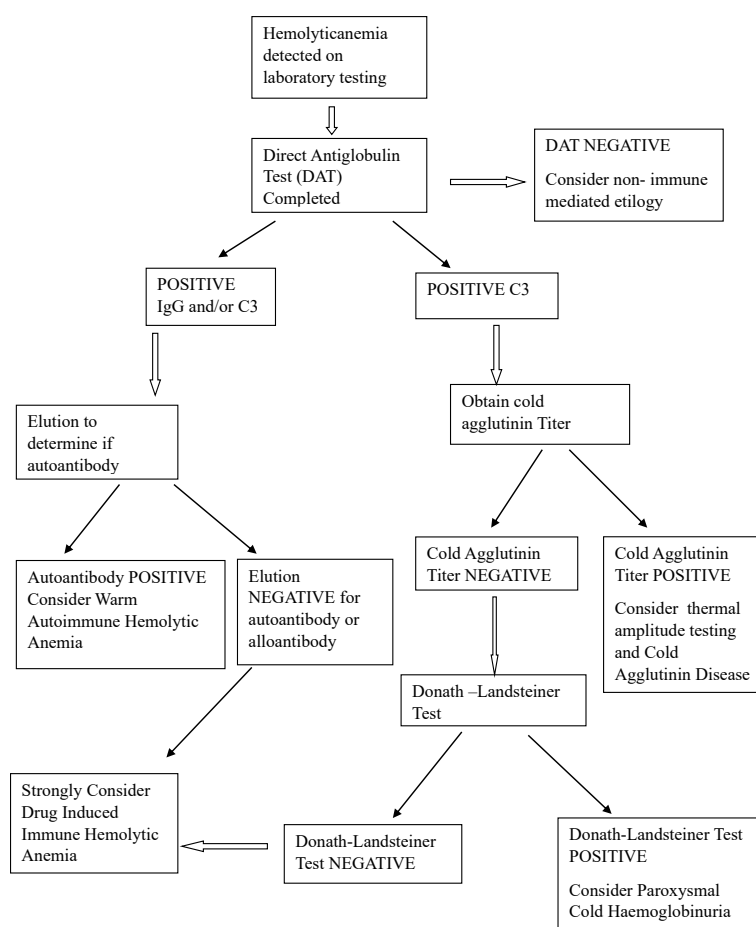 Hemolyticanemia
detected on
laboratory testing
Direct Antiglobulin
Test (DAT)
Completed
DAT NEGATIVE
Consider non- immune
mediated etilogy
POSITIVE
IgG and/or C3
POSITIVE C3
Elution to
determine if
autoantibody
Obtain cold
agglutinin Titer
Autoantibody POSITIVE
Consider Warm
Autoimmune Hemolytic
Anemia
Elution
NEGATIVE for
autoantibody or
alloantibody
Cold Agglutinin
Titer NEGATIVE
Cold Agglutinin
Titer POSITIVE
Consider thermal
amplitude testing
and Cold
Agglutinin Disease
Donath –Landsteiner
Test
Strongly Consider
Drug Induced
Immune Hemolytic
Anemia
Donath-Landsteiner
Test NEGATIVE
Donath-Landsteiner Test
POSITIVE
Consider Paroxysmal
Cold Haemoglobinuria